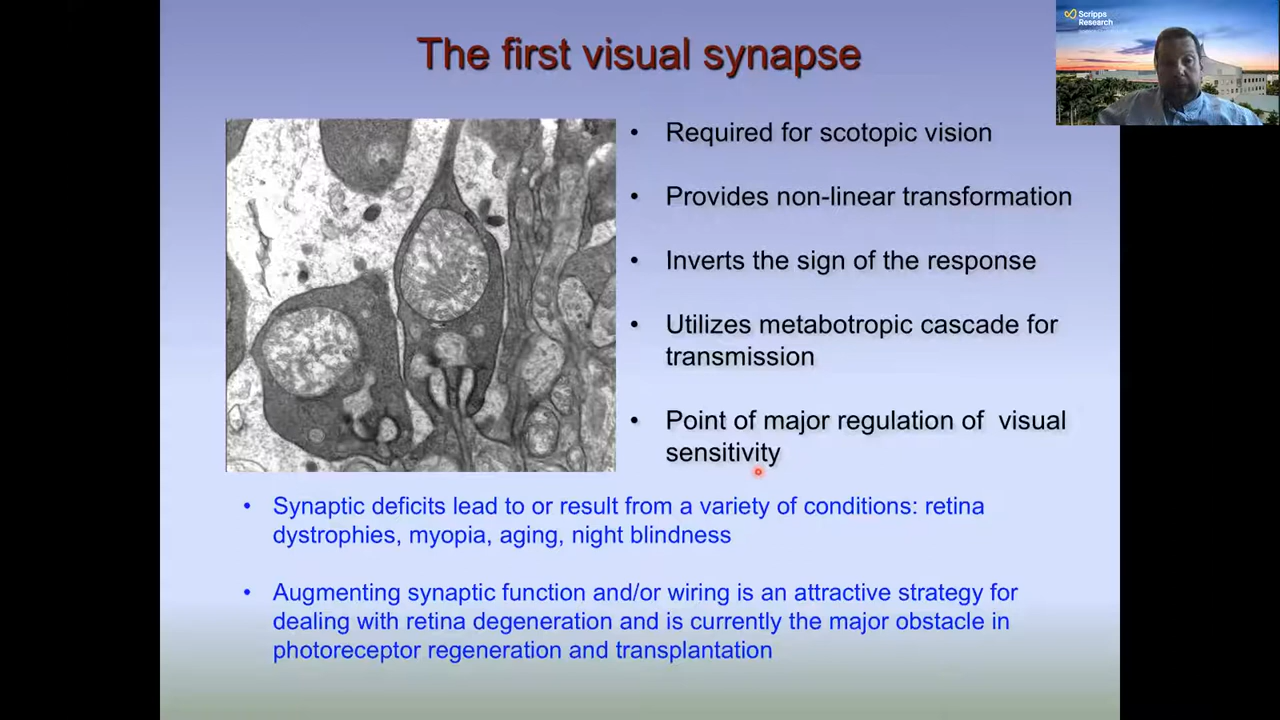 The first visual synapse
Scripps
Research
• Required for scotopic vision
• Provides non-linear transformation
• Inverts the sign of the response
• Utilizes metabotropic cascade for
transmission
• Point of major regulation of  visual
sensitivity
• Synaptic deficits lead to or result from a variety of conditions: retina
dystrophies, myopia, aging, night blindness
• Augmenting synaptic function and/or wiring is an attractive strategy for
dealing with retina degeneration and is currently the major obstacle in
photoreceptor regeneration and transplantation